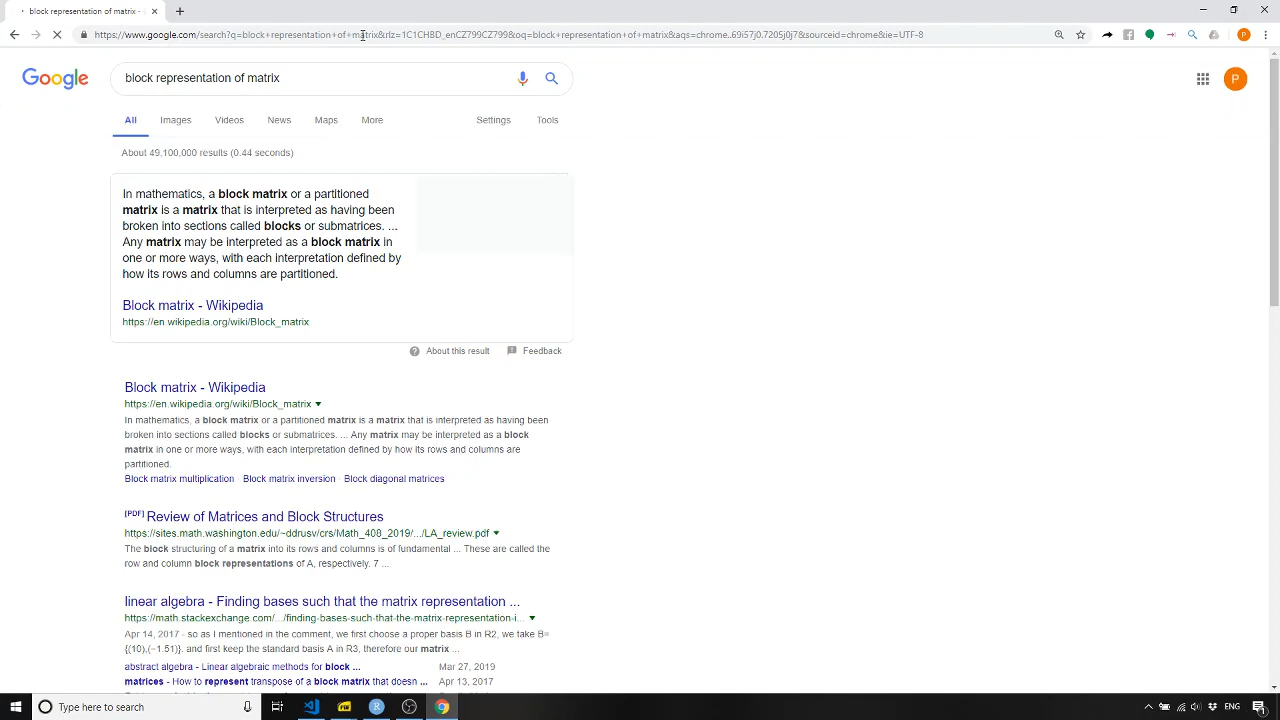 block representation of matrix -
https://www.google.com/search?q=block+representation+of+matrix&rlz=1C1CHBD_enCZ799CZ799&oq=block+representation+of+matrix&aqs=chrome..69i57j0.7205j0j7&sourceid=chrome&ie=UTF-8
P
Google
block representation of matrix
P
All Images Videos News Maps More Settings Tools
About 49,100,000 results (0.44 seconds)
In mathematics, a block matrix or a partitioned
matrix is a matrix that is interpreted as having been
broken into sections called blocks or submatrices. ...
Any matrix may be interpreted as a block matrix in
one or more ways, with each interpretation defined by
how its rows and columns are partitioned.
Block matrix - Wikipedia
https://en.wikipedia.org/wiki/Block_matrix
About this result Feedback
Block matrix - Wikipedia
https://en.wikipedia.org/wiki/Block_matrix
In mathematics, a block matrix or a partitioned matrix is a matrix that is interpreted as having been
broken into sections called blocks or submatrices. ... Any matrix may be interpreted as a block
matrix in one or more ways, with each interpretation defined by how its rows and columns are
partitioned.
Block matrix multiplication · Block matrix inversion · Block diagonal matrices
[PDF] Review of Matrices and Block Structures
https://sites.math.washington.edu/~ddrusv/crs/Math_408_2019/.../LA_review.pdf
The block structuring of a matrix into its rows and columns is of fundamental ... These are called the
row and column block representations of A, respectively. 7 ...
linear algebra - Finding bases such that the matrix representation ...
https://math.stackexchange.com/.../finding-bases-such-that-the-matrix-representation-i...
Apr 14, 2017 - so as I mentioned in the comment, we first choose a proper basis B in R2, we take B=
{(10),(−1.51)}. and first keep the standard basis A in R3, therefore our matrix ...
abstract algebra - Linear algebraic methods for block ... Mar 27, 2019
matrices - How to represent transpose of a block matrix that doesn ... Apr 13, 2017
Type here to search
ENG